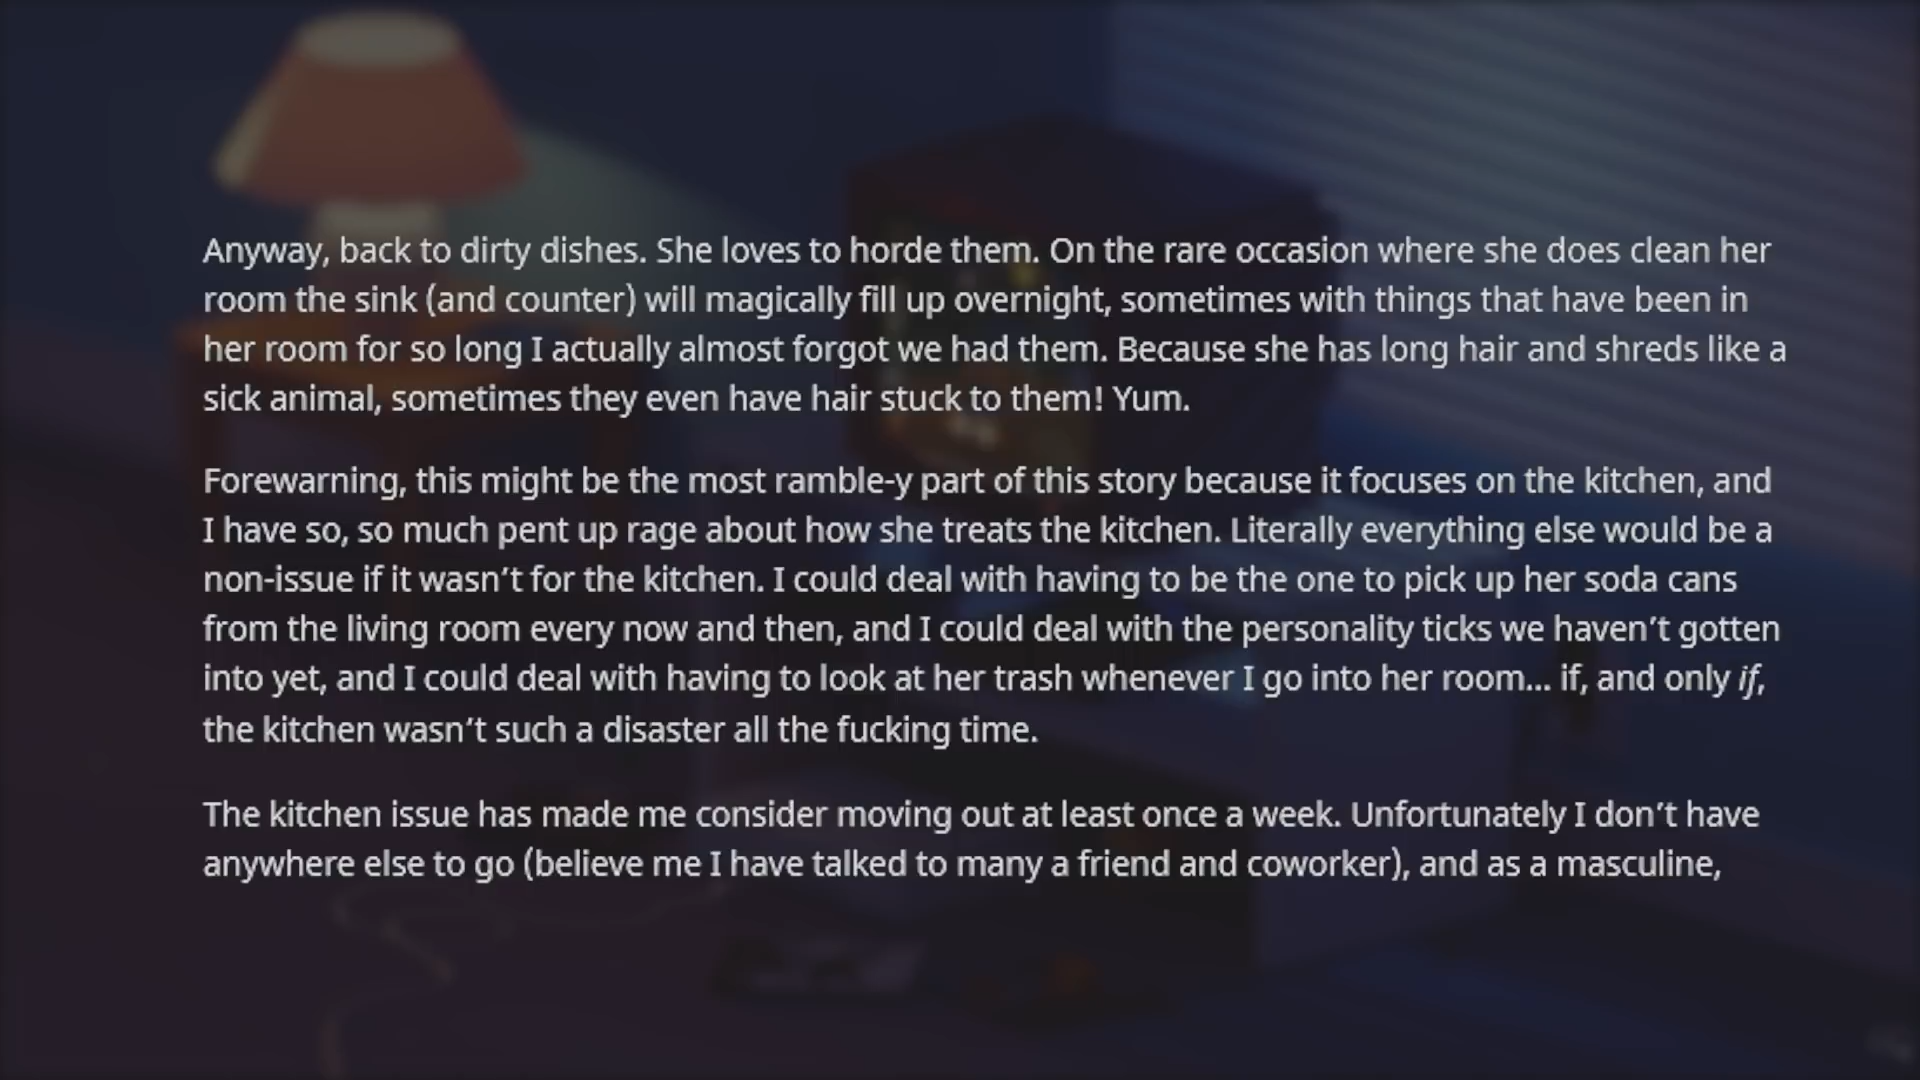 Anyway, back to dirty dishes. She loves to horde them. On the rare occasion where she does clean her
room the sink (and counter) will magically fill up overnight, sometimes with things that have been in
her room for so long I actually almost forgot we had them. Because she has long hair and shreds like a
sick animal, sometimes they even have hair stuck to them! Yum.
Forewarning, this might be the most ramble-y part of this story because it focuses on the kitchen, and
I have so, so much pent up rage about how she treats the kitchen. Literally everything else would be a
non-issue if it wasn’t for the kitchen. I could deal with having to be the one to pick up her soda cans
from the living room every now and then, and I could deal with the personality ticks we haven’t gotten
into yet, and I could deal with having to look at her trash whenever I go into her room... if, and only if,
the kitchen wasn’t such a disaster all the fucking time.
The kitchen issue has made me consider moving out at least once a week. Unfortunately I don’t have
anywhere else to go (believe me I have talked to many a friend and coworker), and as a masculine,